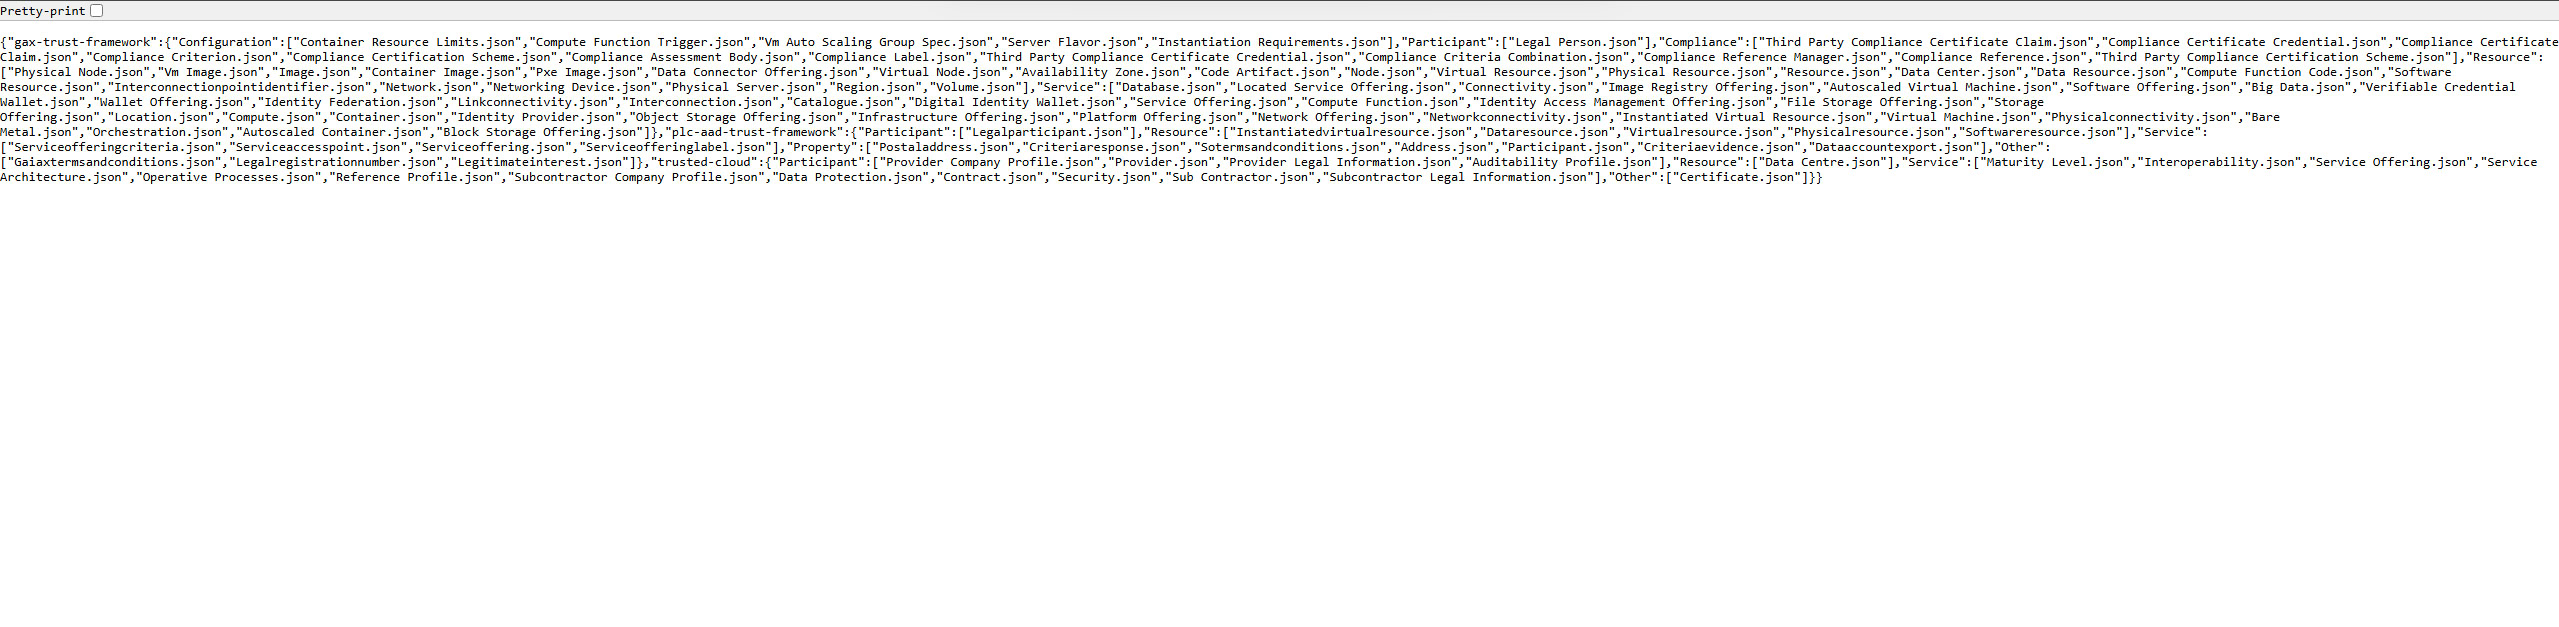 Pretty-print
{"gax-trust-framework":{"Configuration":["Container Resource Limits.json","Compute Function Trigger.json","Vm Auto Scaling Group Spec.json","Server Flavor.json","Instantiation Requirements.json"],"Participant":["Legal Person.json"],"Compliance":["Third Party Compliance Certificate Claim.json","Compliance Certificate Credential.json","Compliance Certificate
Claim.json","Compliance Criterion.json","Compliance Certification Scheme.json","Compliance Assessment Body.json","Compliance Label.json","Third Party Compliance Certificate Credential.json","Compliance Criteria Combination.json","Compliance Reference Manager.json","Compliance Reference.json","Third Party Compliance Certification Scheme.json"],"Resource":
["Physical Node.json","Vm Image.json","Image.json","Container Image.json","Pxe Image.json","Data Connector Offering.json","Virtual Node.json","Availability Zone.json","Code Artifact.json","Node.json","Virtual Resource.json","Physical Resource.json","Resource.json","Data Center.json","Data Resource.json","Compute Function Code.json","Software
Resource.json","Interconnectionpointidentifier.json","Network.json","Networking Device.json","Physical Server.json","Region.json","Volume.json"],"Service":["Database.json","Located Service Offering.json","Connectivity.json","Image Registry Offering.json","Autoscaled Virtual Machine.json","Software Offering.json","Big Data.json","Verifiable Credential
Wallet.json","Wallet Offering.json","Identity Federation.json","Linkconnectivity.json","Interconnection.json","Catalogue.json","Digital Identity Wallet.json","Service Offering.json","Compute Function.json","Identity Access Management Offering.json","File Storage Offering.json","Storage
Offering.json","Location.json","Compute.json","Container.json","Identity Provider.json","Object Storage Offering.json","Infrastructure Offering.json","Platform Offering.json","Network Offering.json","Networkconnectivity.json","Instantiated Virtual Resource.json","Virtual Machine.json","Physicalconnectivity.json","Bare
Metal.json","Orchestration.json","Autoscaled Container.json","Block Storage Offering.json"]},"plc-aad-trust-framework":{"Participant":["Legalparticipant.json"],"Resource":["Instantiatedvirtualresource.json","Dataresource.json","Virtualresource.json","Physicalresource.json","Softwareresource.json"],"Service":
["Serviceofferingcriteria.json","Serviceaccesspoint.json","Serviceoffering.json","Serviceofferinglabel.json"],"Property":["Postaladdress.json","Criteriaresponse.json","Sotermsandconditions.json","Address.json","Participant.json","Criteriaevidence.json","Dataaccountexport.json"],"Other":
["Gaiaxtermsandconditions.json","Legalregistrationnumber.json","Legitimateinterest.json"]},"trusted-cloud":{"Participant":["Provider Company Profile.json","Provider.json","Provider Legal Information.json","Auditability Profile.json"],"Resource":["Data Centre.json"],"Service":["Maturity Level.json","Interoperability.json","Service Offering.json","Service
Architecture.json","Operative Processes.json","Reference Profile.json","Subcontractor Company Profile.json","Data Protection.json","Contract.json","Security.json","Sub Contractor.json","Subcontractor Legal Information.json"],"Other":["Certificate.json"]}}